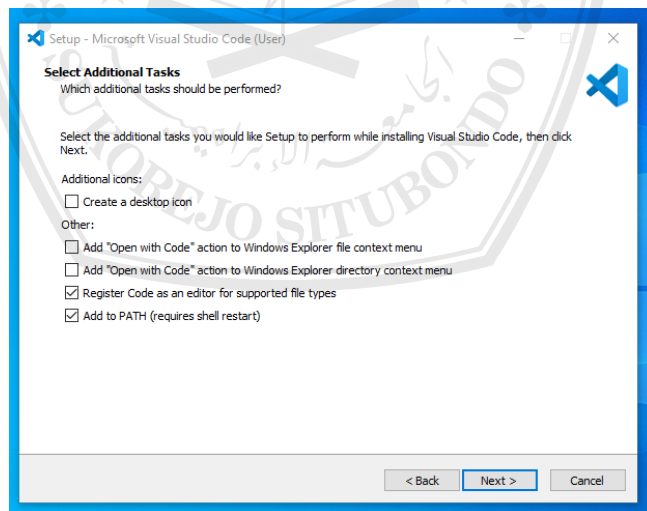 Setup - Microsoft Visual Studio Code (User)
Select Additional Tasks
Which additional tasks should be performed?
Select the additional tasks you would like Setup to perform while installing Visual Studio Code, then click
Next.
Additional icons:
Create a desktop icon
Other:
Add "Open with Code" action to Windows Explorer file context menu
Add "Open with Code" action to Windows Explorer directory context menu
Register Code as an editor for supported file types
Add to PATH (requires shell restart)
< Back Next > Cancel
SUKOREJO SITUBONDO